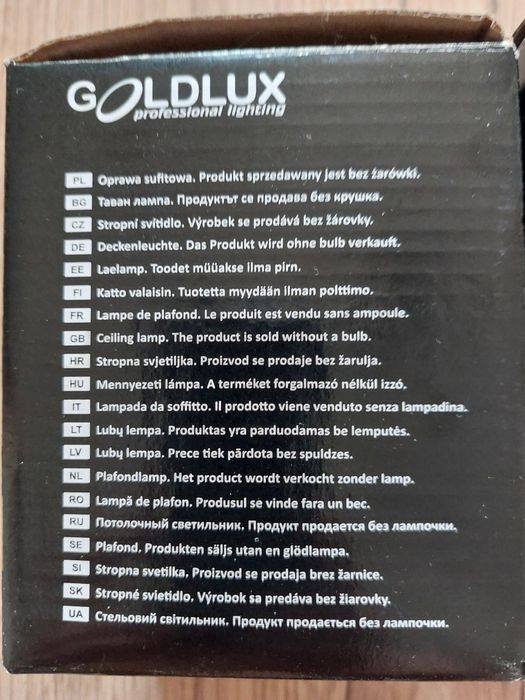 GOLDLUX
professional lighting
PL Oprawa sufitowa. Produkt sprzedawany jest bez żarówki.
BG Таван лампа. Продуктът се продава без крушка.
CZ Stropní svítidlo. Výrobek se prodává bez žárovky.
DE Deckenleuchte. Das Produkt wird ohne bulb verkauft.
EE Laelamp. Toodet müüakse ilma pirn.
FI Katto valaisin. Tuotetta myydään ilman polttimo.
FR Lampe de plafond. Le produit est vendu sans ampoule.
GB Ceiling lamp. The product is sold without a bulb.
HR Stropna svjetiljka. Proizvod se prodaje bez žarulja.
HU Mennyezeti lámpa. A terméket forgalmazó nélkül izzó.
IT Lampada da soffitto. Il prodotto viene venduto senza lampadina.
LT Lubų lempa. Produktas yra parduodamas be lemputės.
LV Lubų lempa. Prece tiek pārdota bez spuldzes.
NL Plafondlamp. Het product wordt verkocht zonder lamp.
RO Lampă de plafon. Produsul se vinde fara un bec.
RU Потолочный светильник. Продукт продается без лампочки.
SE Plafond. Produkten säljs utan en glödlampa.
SI Stropna svetilka. Proizvod se prodaja brez žarnice.
SK Stropné svietidlo. Výrobok sa predáva bez žiarovky.
UA Стельовий світильник. Продукт продається без лампочки.